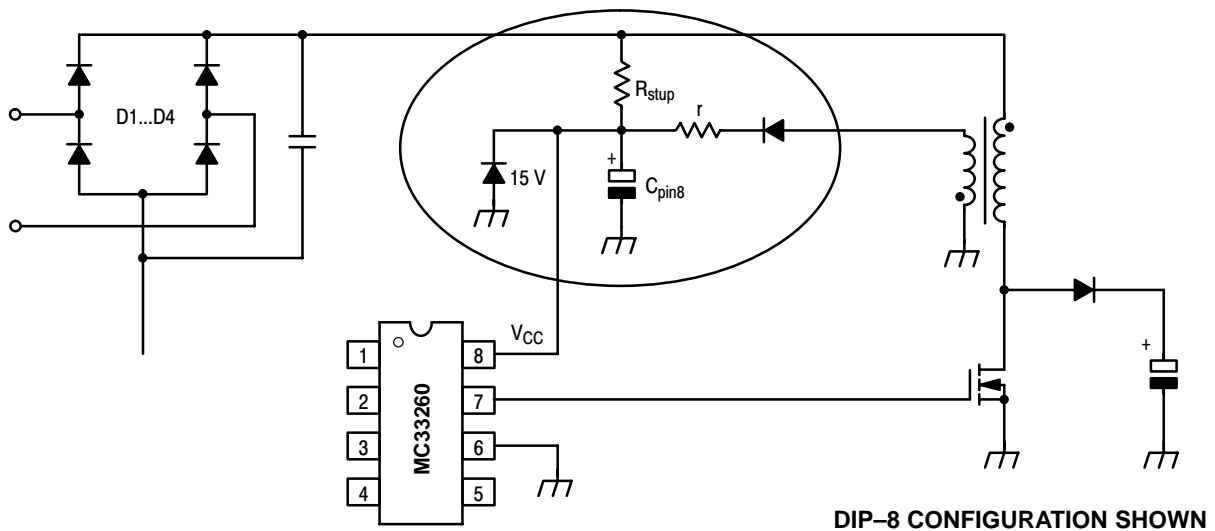 D1...D4
R_stup
r
+
15 V
C_pin8
V_CC
1
8
2
7
3
6
4
5
MC33260
+
DIP–8 CONFIGURATION SHOWN